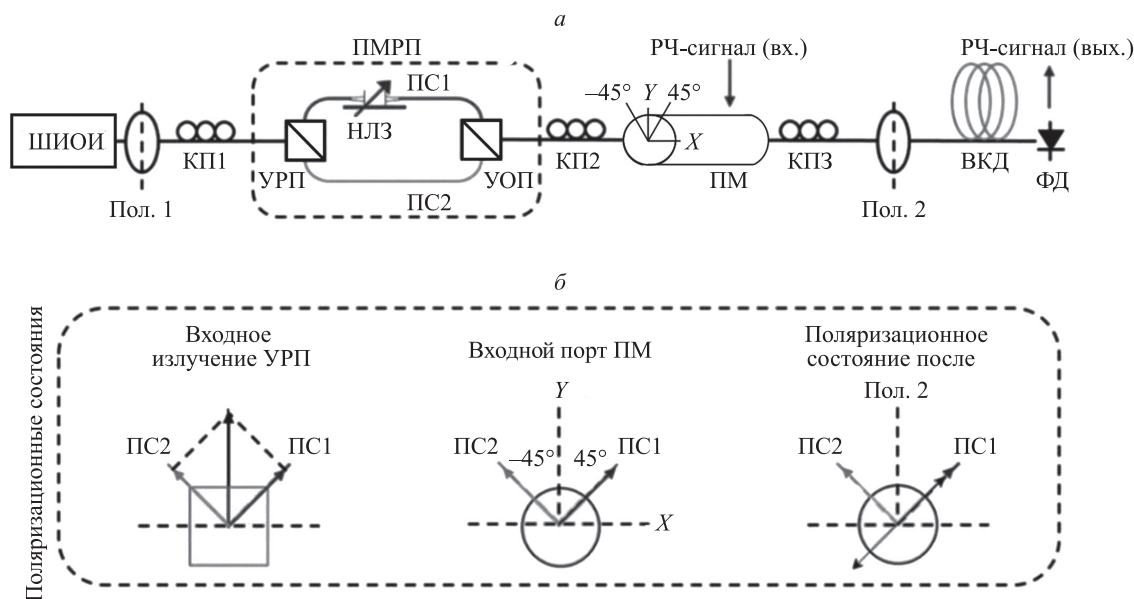 а
ПМРП
РЧ-сигнал (вх.)
РЧ-сигнал (вых.)
ПС1
–45°
Y
45°
ШИОИ
НЛЗ
X
КП1
КП2
КП3
ВКД
УРП
УОП
ПМ
ФД
ПС2
Пол. 1
Пол. 2
б
Поляризационные состояния
Входное
излучение УРП
ПС2
ПС1
Входной порт ПМ
Y
ПС2
–45°
45°
ПС1
X
Поляризационное
состояние после
Пол. 2
ПС2
ПС1